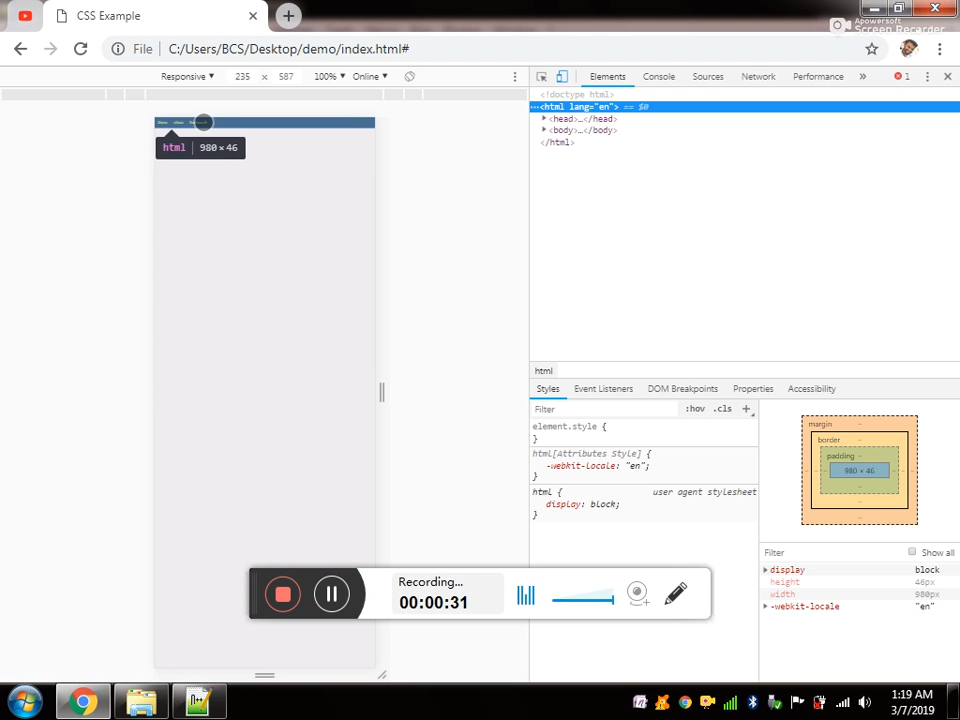 CSS Example
Apowersoft
Screen Recorder
File C:/Users/BCS/Desktop/demo/index.html#
Responsive ▼ 235 × 587 100% ▼ Online ▼
Elements Console Sources Network Performance » 1
<!doctype html>
…<html lang="en"> == $0
<head>…</head>
<body>…</body>
</html>
html 980 × 46
html
Styles Event Listeners DOM Breakpoints Properties Accessibility
Filter :hov .cls +
element.style {
}
html[Attributes Style] {
-webkit-locale: "en";
}
html { user agent stylesheet
display: block;
}
margin –
border –
padding –
980 × 46
Filter Show all
display block
height 46px
width 980px
-webkit-locale "en"
Recording...
00:00:31
1:19 AM
3/7/2019